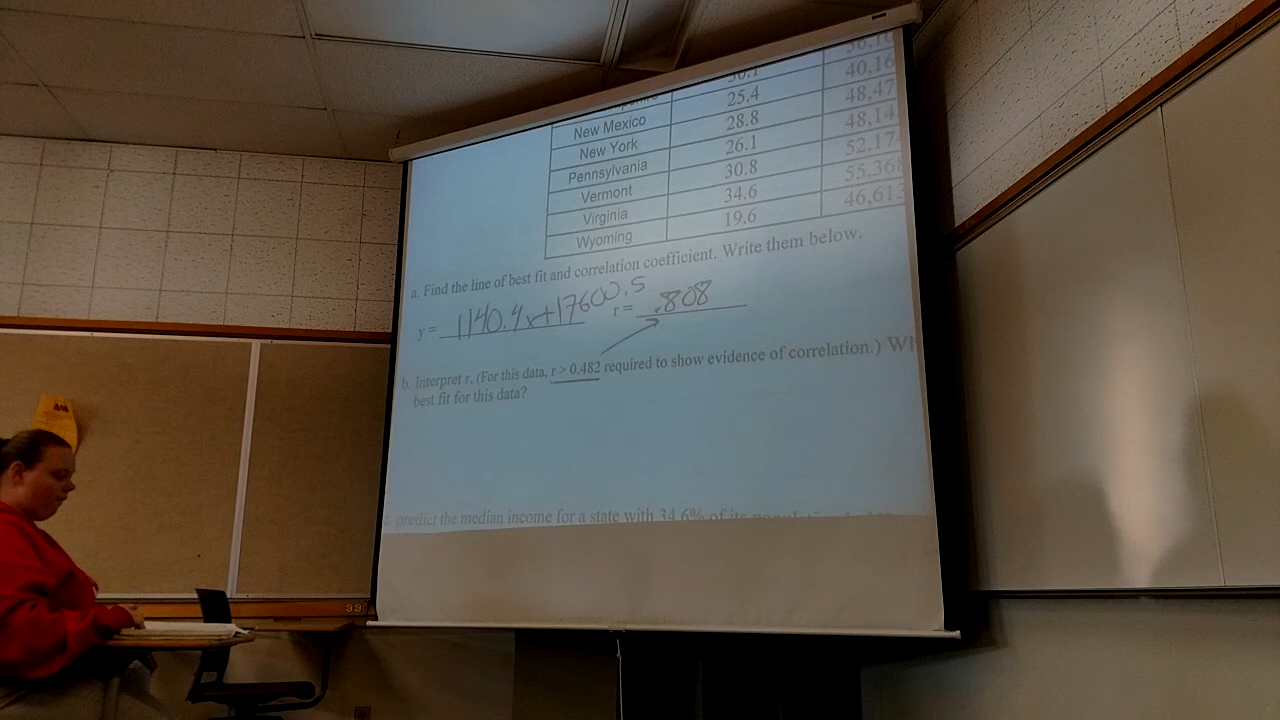 30.1
25.4 40,16
New Mexico 28.8 48,47
New York 26.1 48,14
Pennsylvania 30.8 52,17
Vermont 34.6 55,368
Virginia 19.6 46,613
Wyoming
a. Find the line of best fit and correlation coefficient. Write them below.
y = 1140.4x+17600.5 r = .808
b. Interpret r. (For this data, r > 0.482 required to show evidence of correlation.) Wh
best fit for this data?
c. predict the median income for a state with 34.6% of its
99